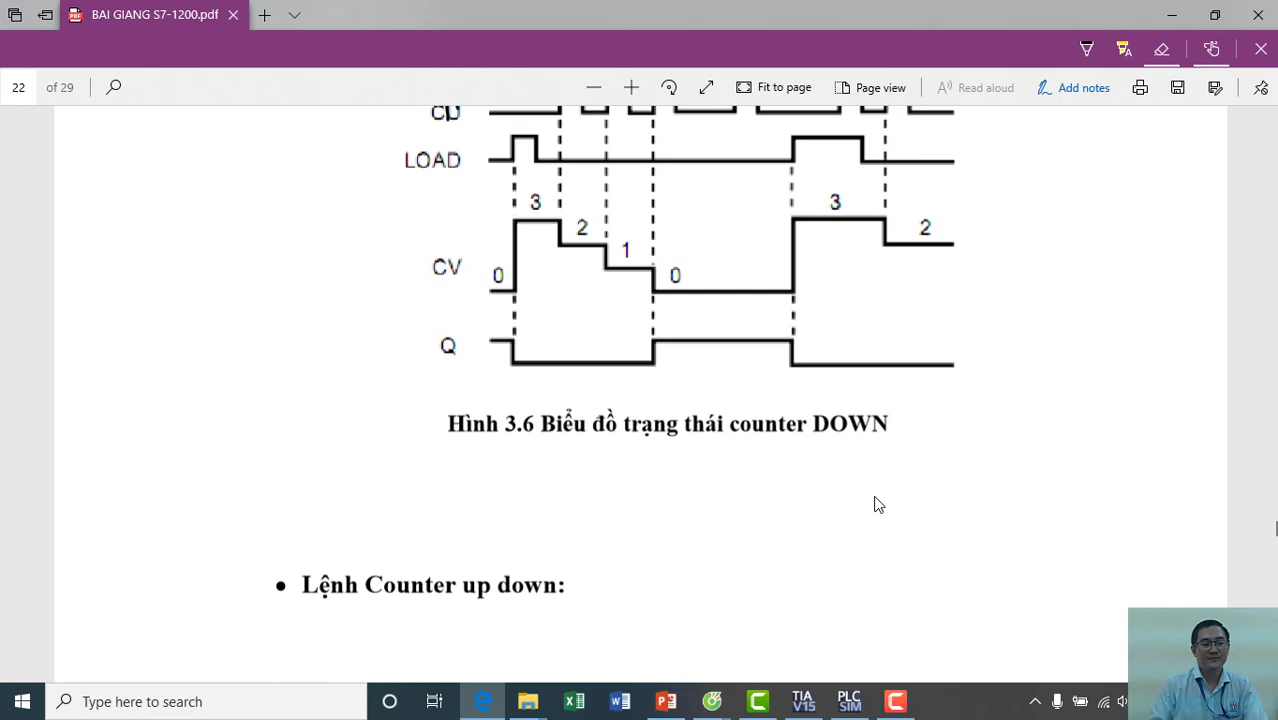 BAI GIANG S7-1200.pdf
22 of 29
Fit to page
Page view
Read aloud
Add notes
CD
LOAD
3
3
2
2
1
CV
0
0
Q
Hình 3.6 Biểu đồ trạng thái counter DOWN
Lệnh Counter up down:
Type here to search
TIA V15
PLC SIM